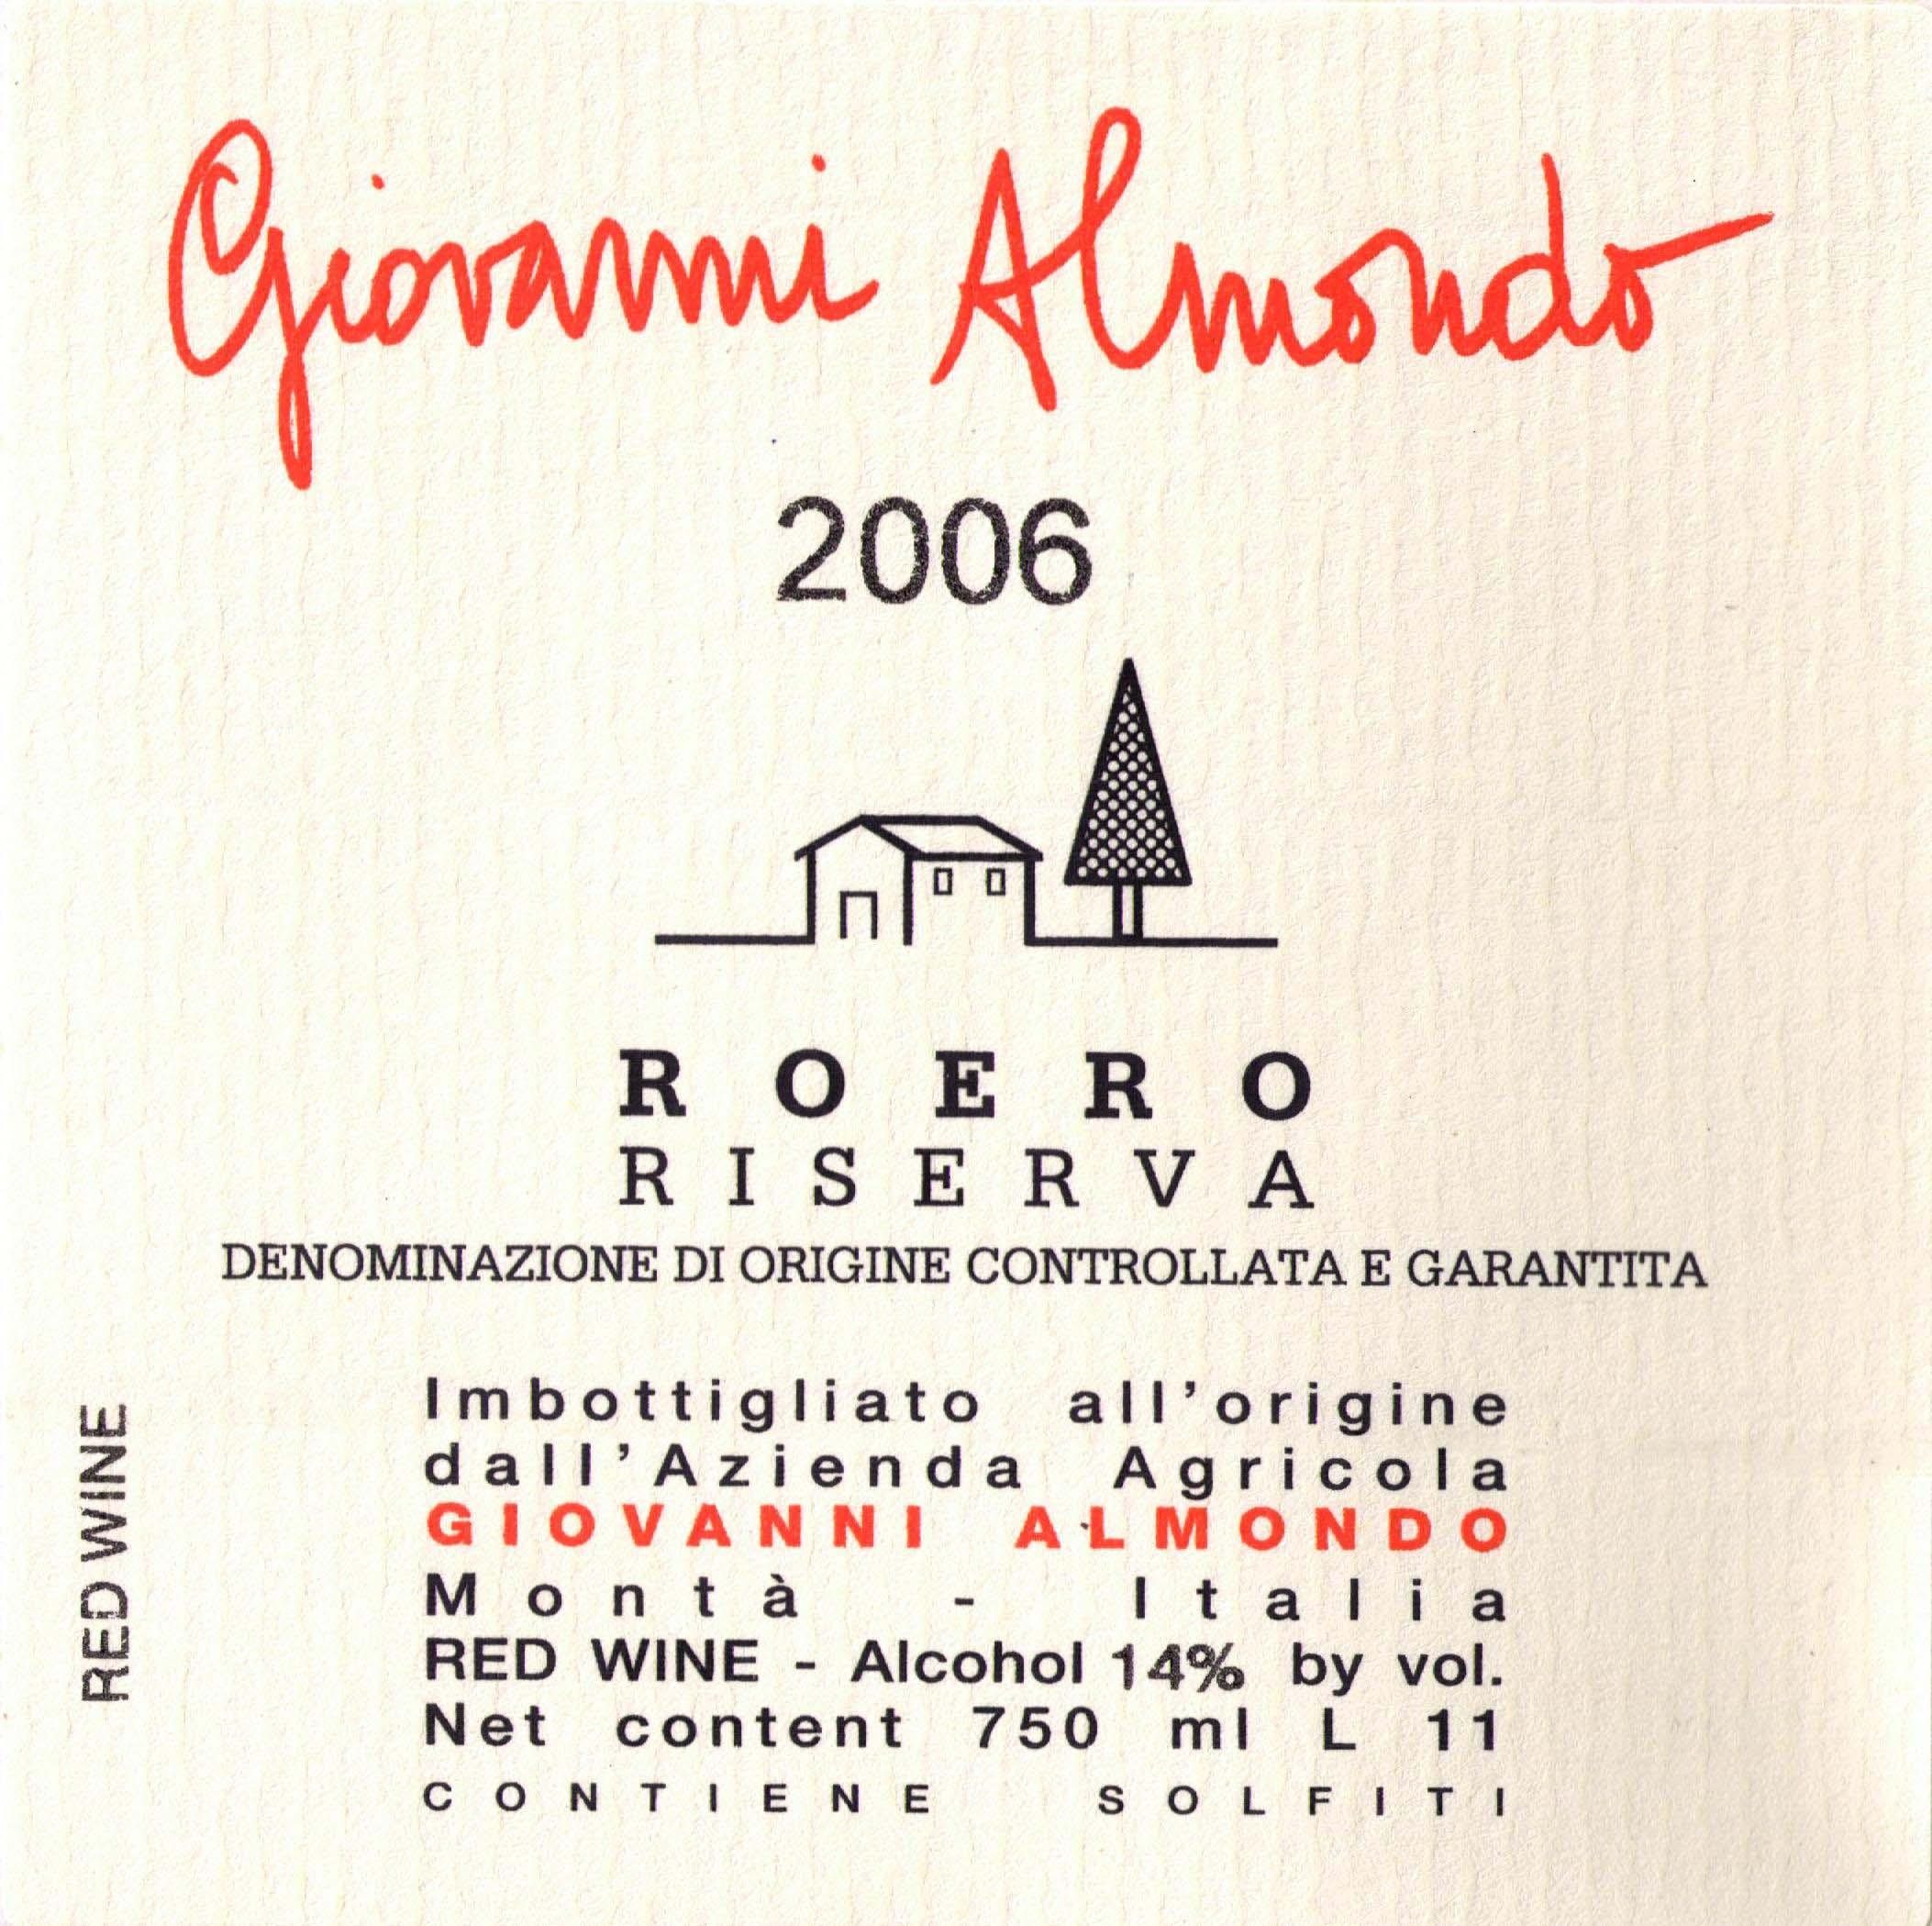 Giovanni Almondo
2006
ROERO
RISERVA
DENOMINAZIONE DI ORIGINE CONTROLLATA E GARANTITA
Imbottigliato all'origine
dall'Azienda Agricola
GIOVANNI ALMONDO
Montà - Italia
RED WINE - Alcohol 14% by vol.
Net content 750 ml L 11
CONTIENE SOLFITI
RED WINE